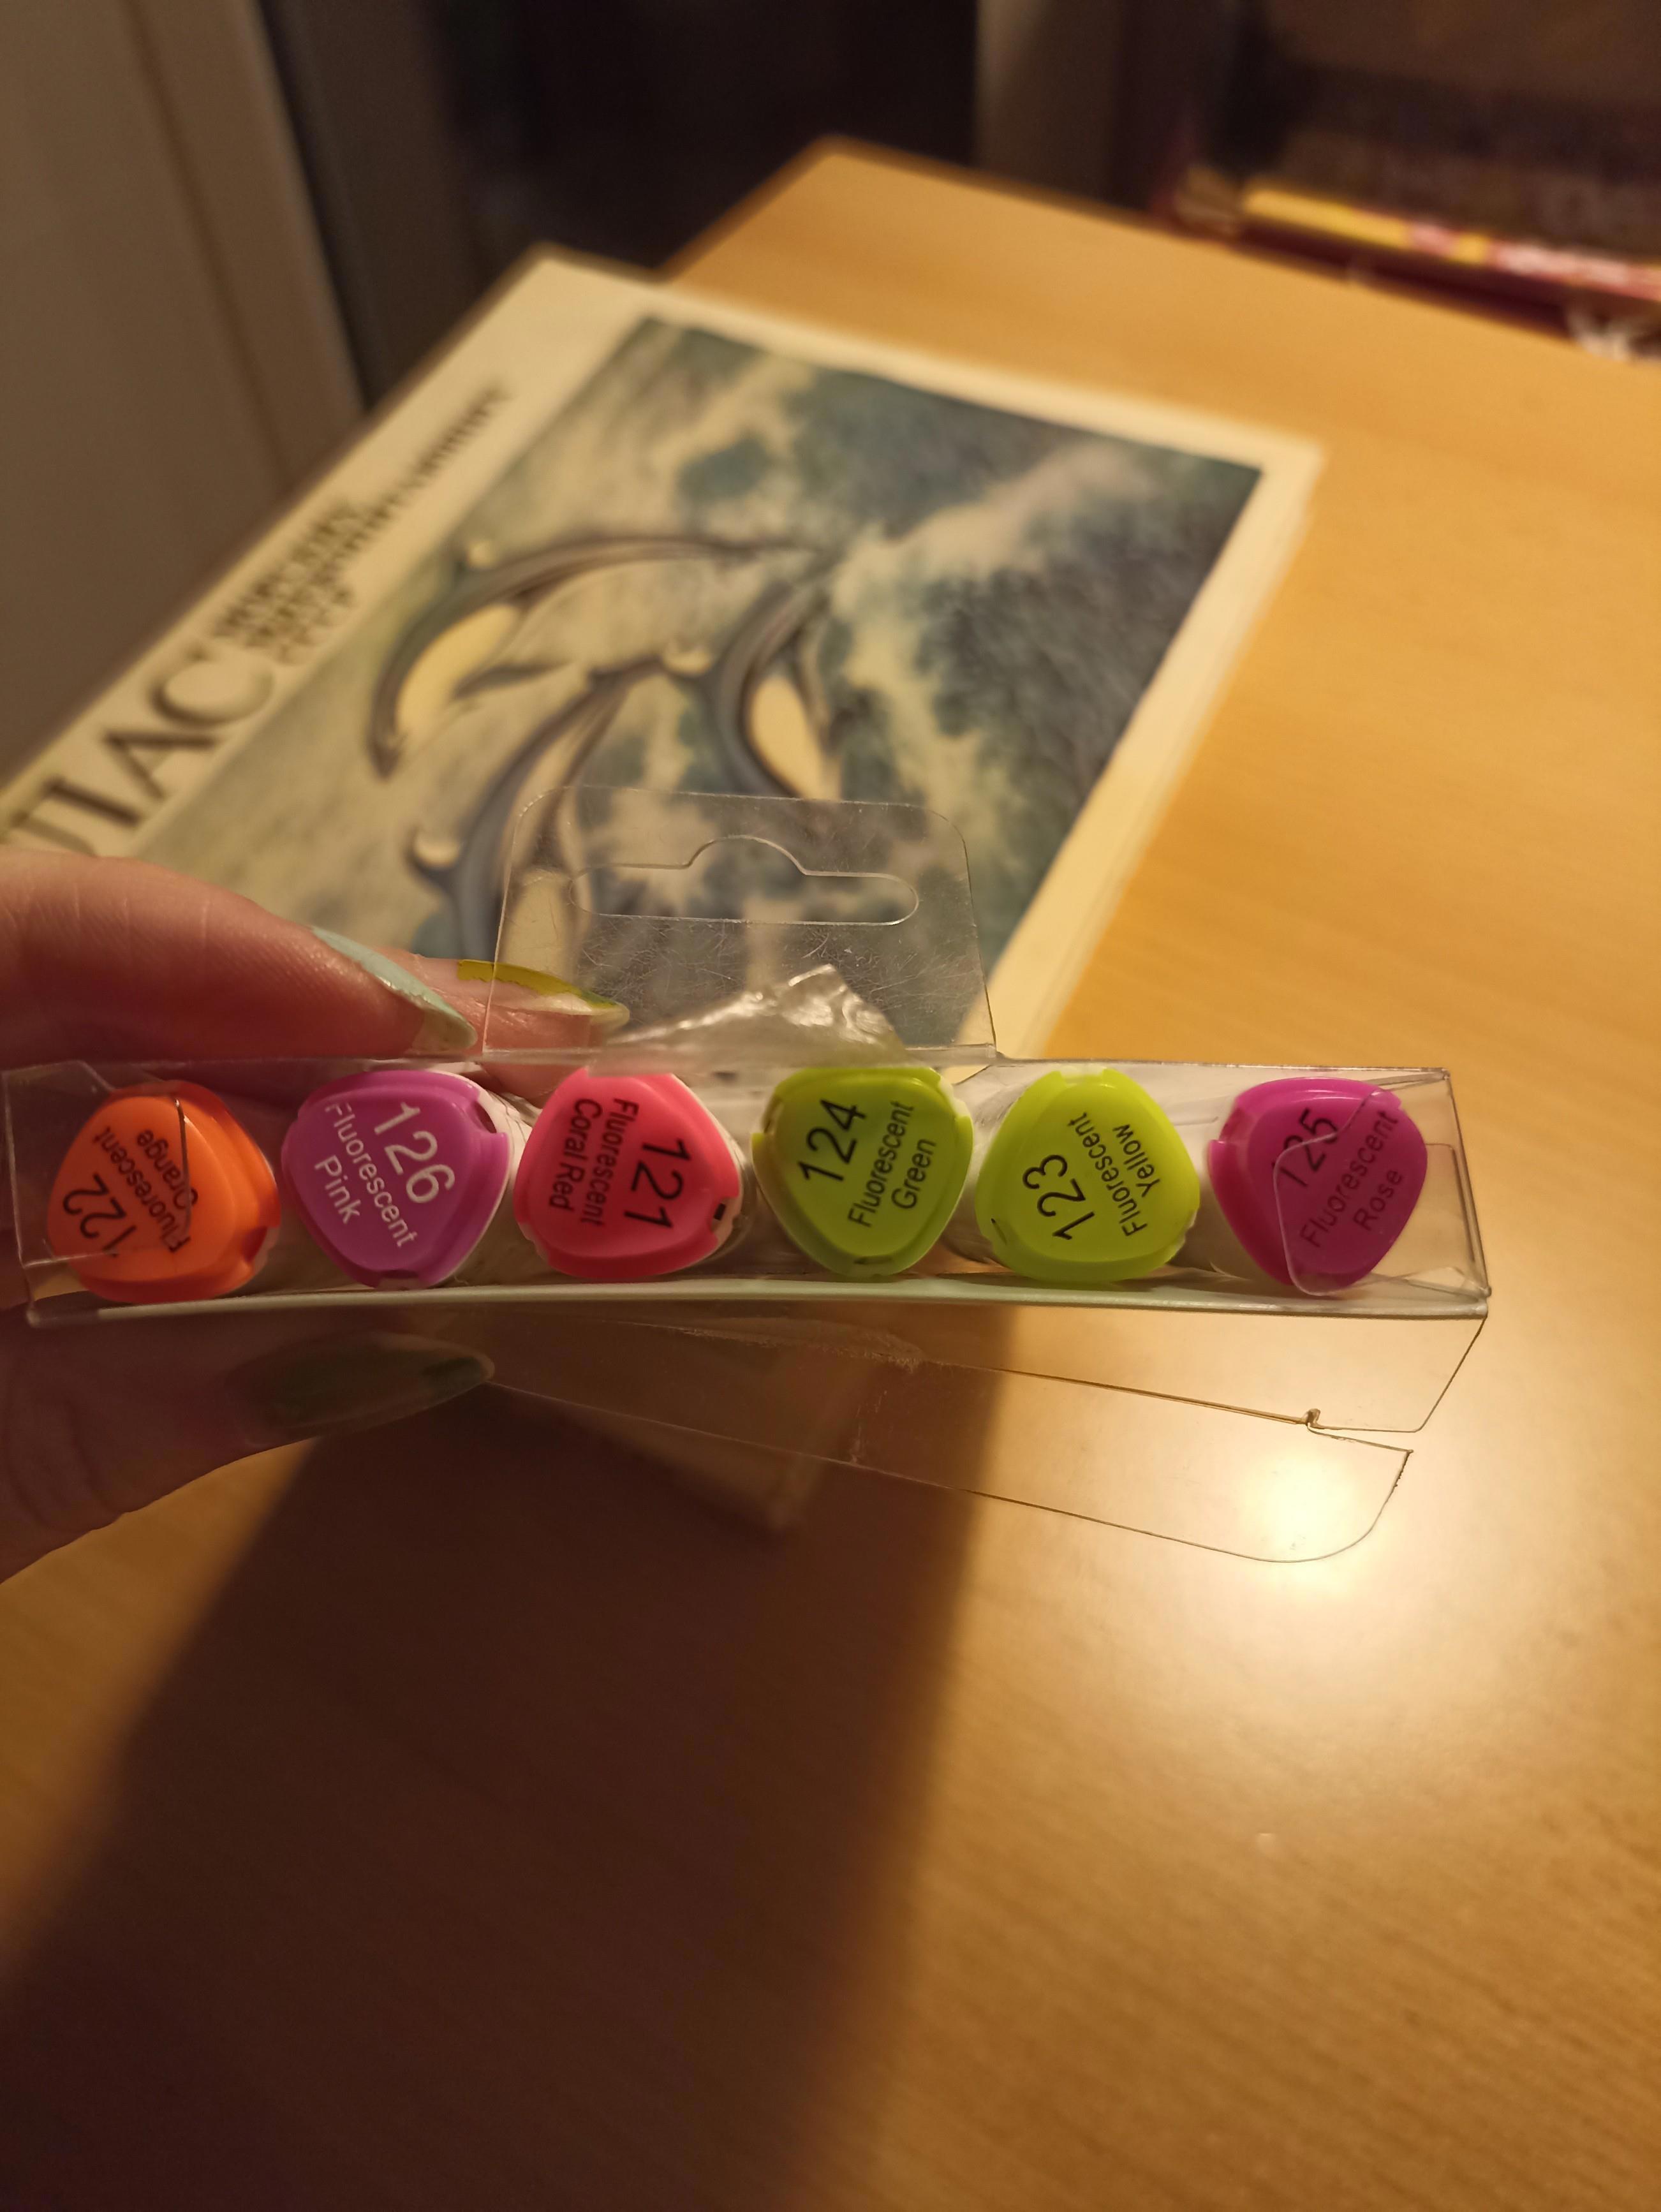 122
Fluorescent
Orange
126
Fluorescent
Pink
121
Fluorescent
Coral Red
124
Fluorescent
Green
123
Fluorescent
Yellow
125
Fluorescent
Rose